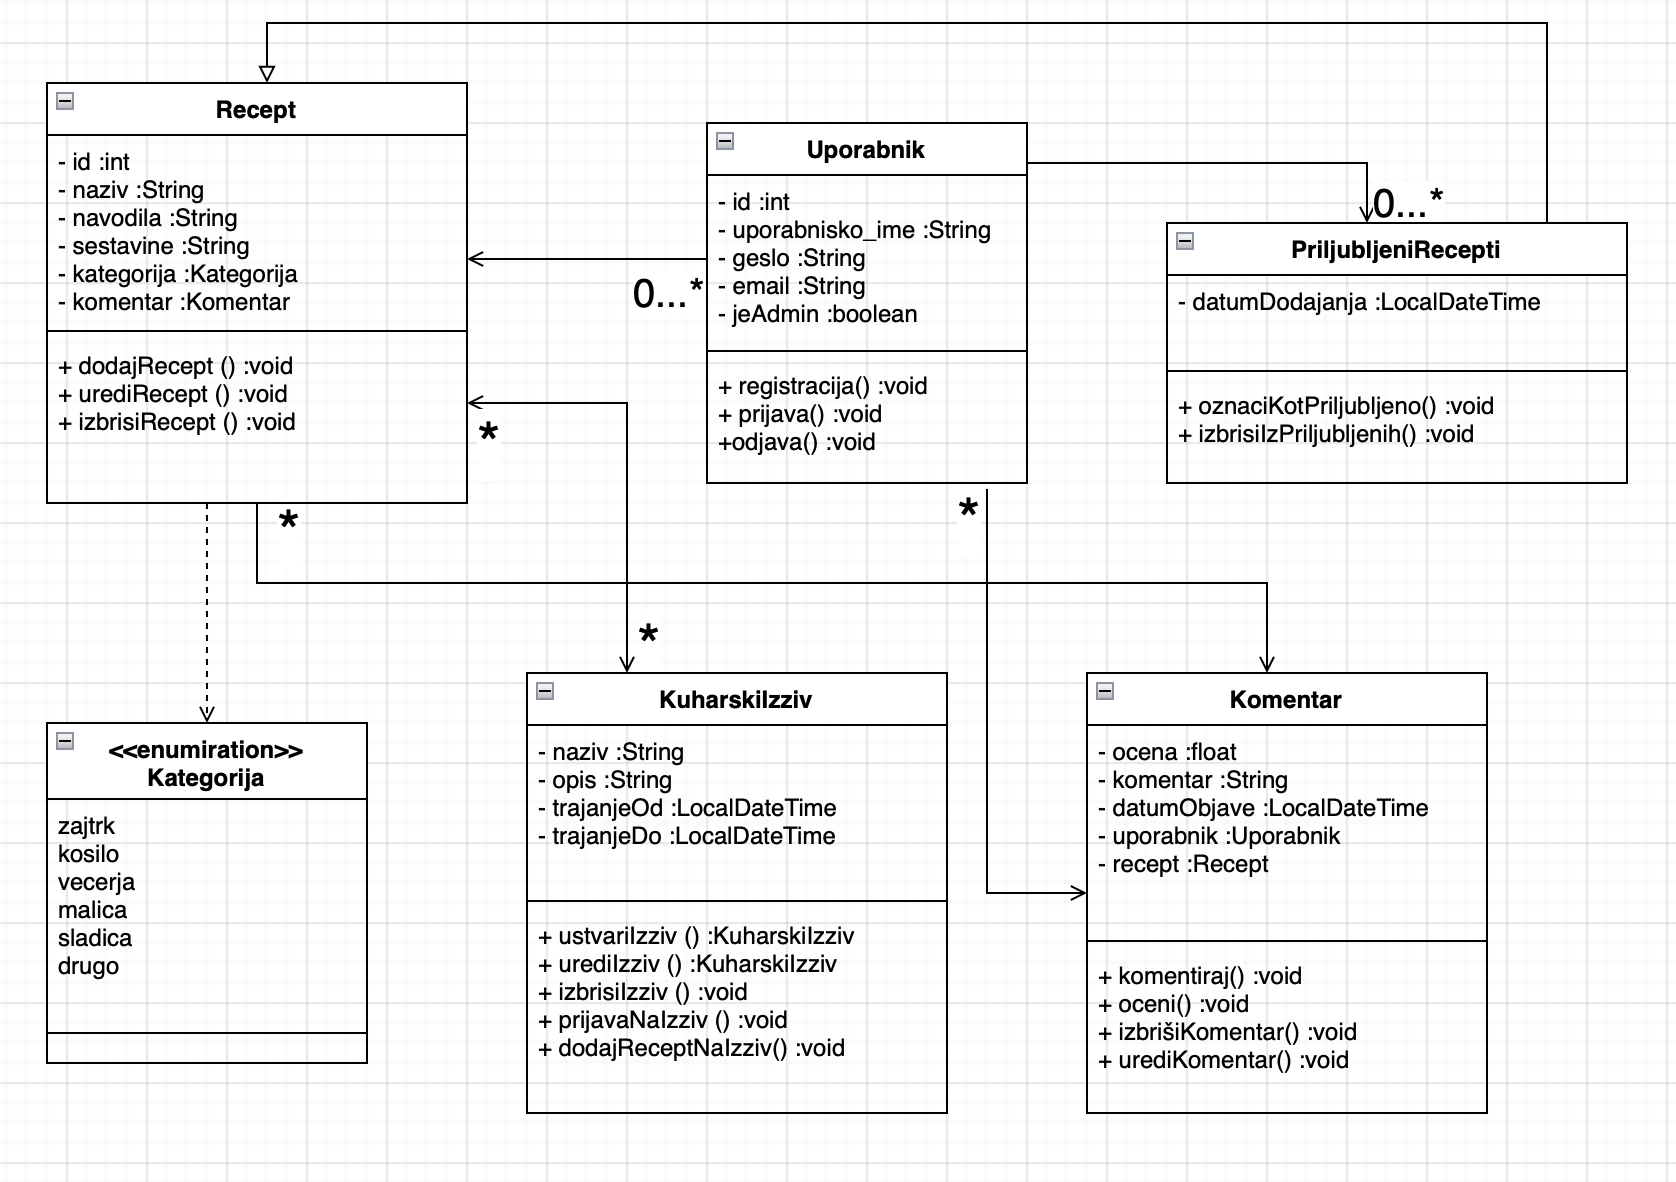 Recept
- id :int
- naziv :String
- navodila :String
- sestavine :String
- kategorija :Kategorija
- komentar :Komentar
+ dodajRecept () :void
+ urediRecept () :void
+ izbrisiRecept () :void
*
*
Uporabnik
- id :int
- uporabnisko_ime :String
- geslo :String
- email :String
- jeAdmin :boolean
0...*
+ registracija() :void
+ prijava() :void
+odjava() :void
*
0...*
PriljubljeniRecepti
- datumDodajanja :LocalDateTime
+ oznaciKotPriljubljeno() :void
+ izbrisiIzPriljubljenih() :void
<<enumiration>>
Kategorija
zajtrk
kosilo
vecerja
malica
sladica
drugo
*
KuharskiIzziv
- naziv :String
- opis :String
- trajanjeOd :LocalDateTime
- trajanjeDo :LocalDateTime
+ ustvariIzziv () :KuharskiIzziv
+ urediIzziv () :KuharskiIzziv
+ izbrisiIzziv () :void
+ prijavaNaIzziv () :void
+ dodajReceptNaIzziv() :void
Komentar
- ocena :float
- komentar :String
- datumObjave :LocalDateTime
- uporabnik :Uporabnik
- recept :Recept
+ komentiraj() :void
+ oceni() :void
+ izbrišiKomentar() :void
+ urediKomentar() :void